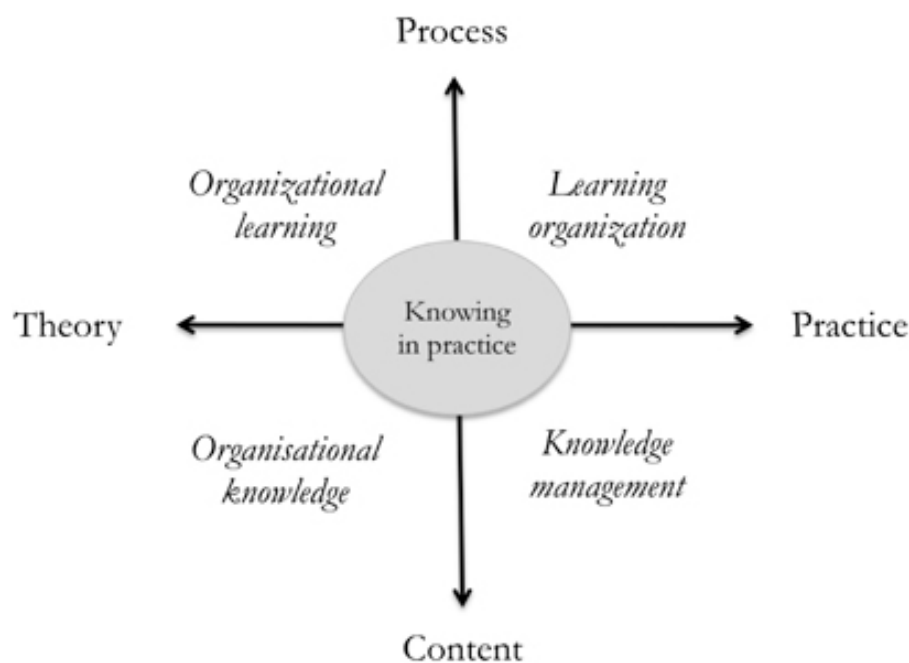 Process
Organizational
learning
Learning
organization
Theory
Knowing
in practice
Practice
Organisational
knowledge
Knowledge
management
Content